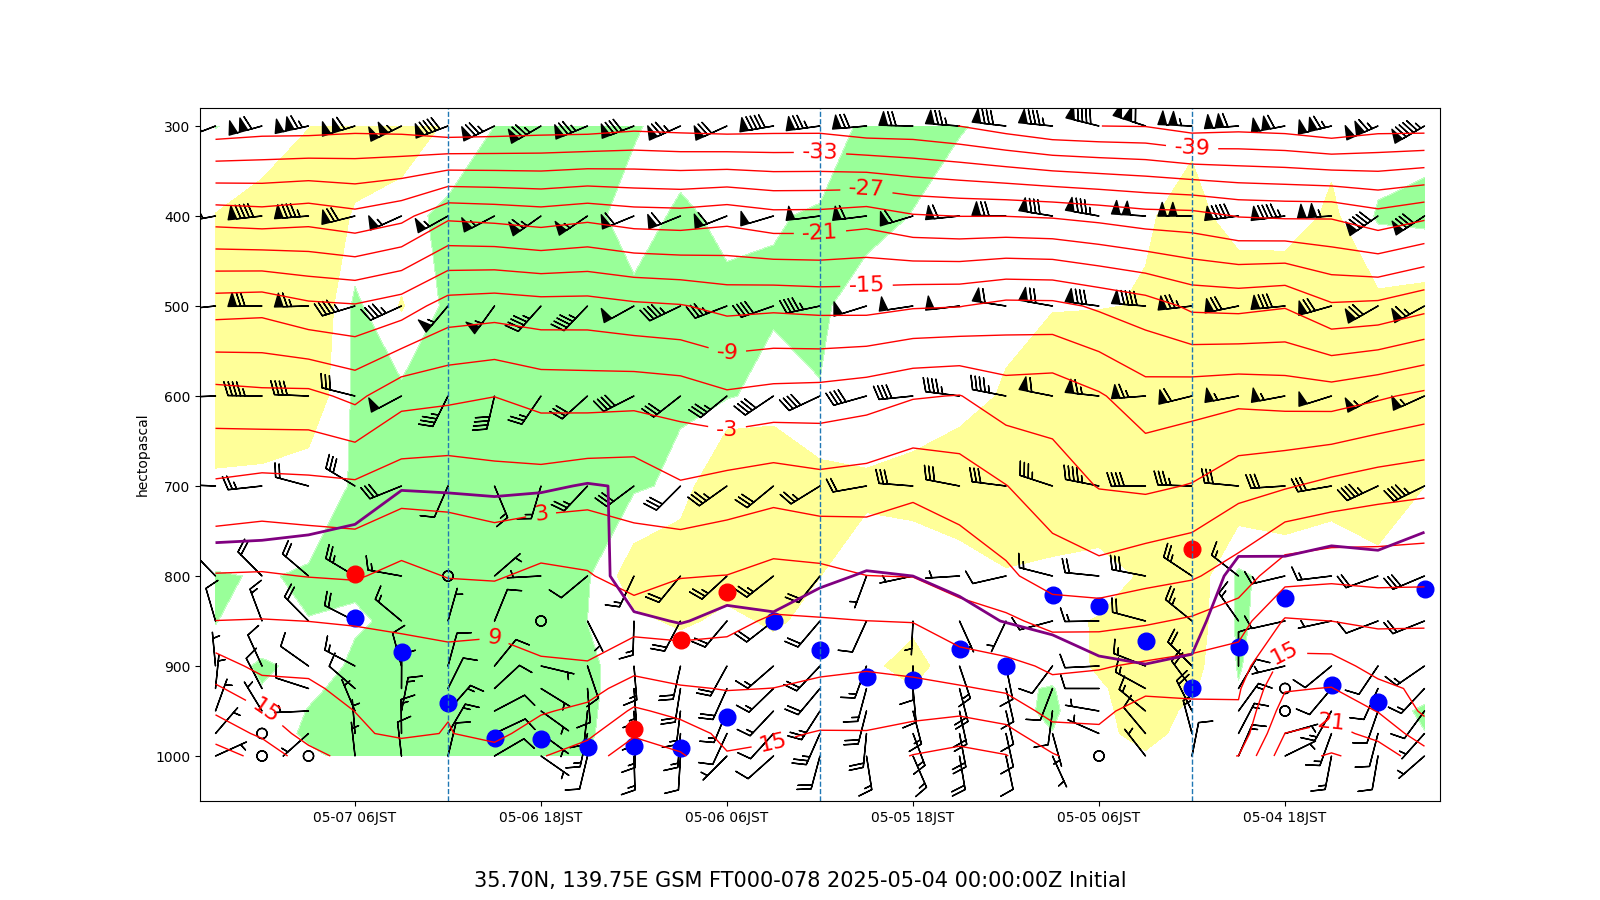 300
400
500
600
700
800
900
1000
hectopascal
-33
-39
-27
-21
-15
-9
-3
3
9
15
15
15
21
05-07 06JST
05-06 18JST
05-06 06JST
05-05 18JST
05-05 06JST
05-04 18JST
35.70N, 139.75E GSM FT000-078 2025-05-04 00:00:00Z Initial